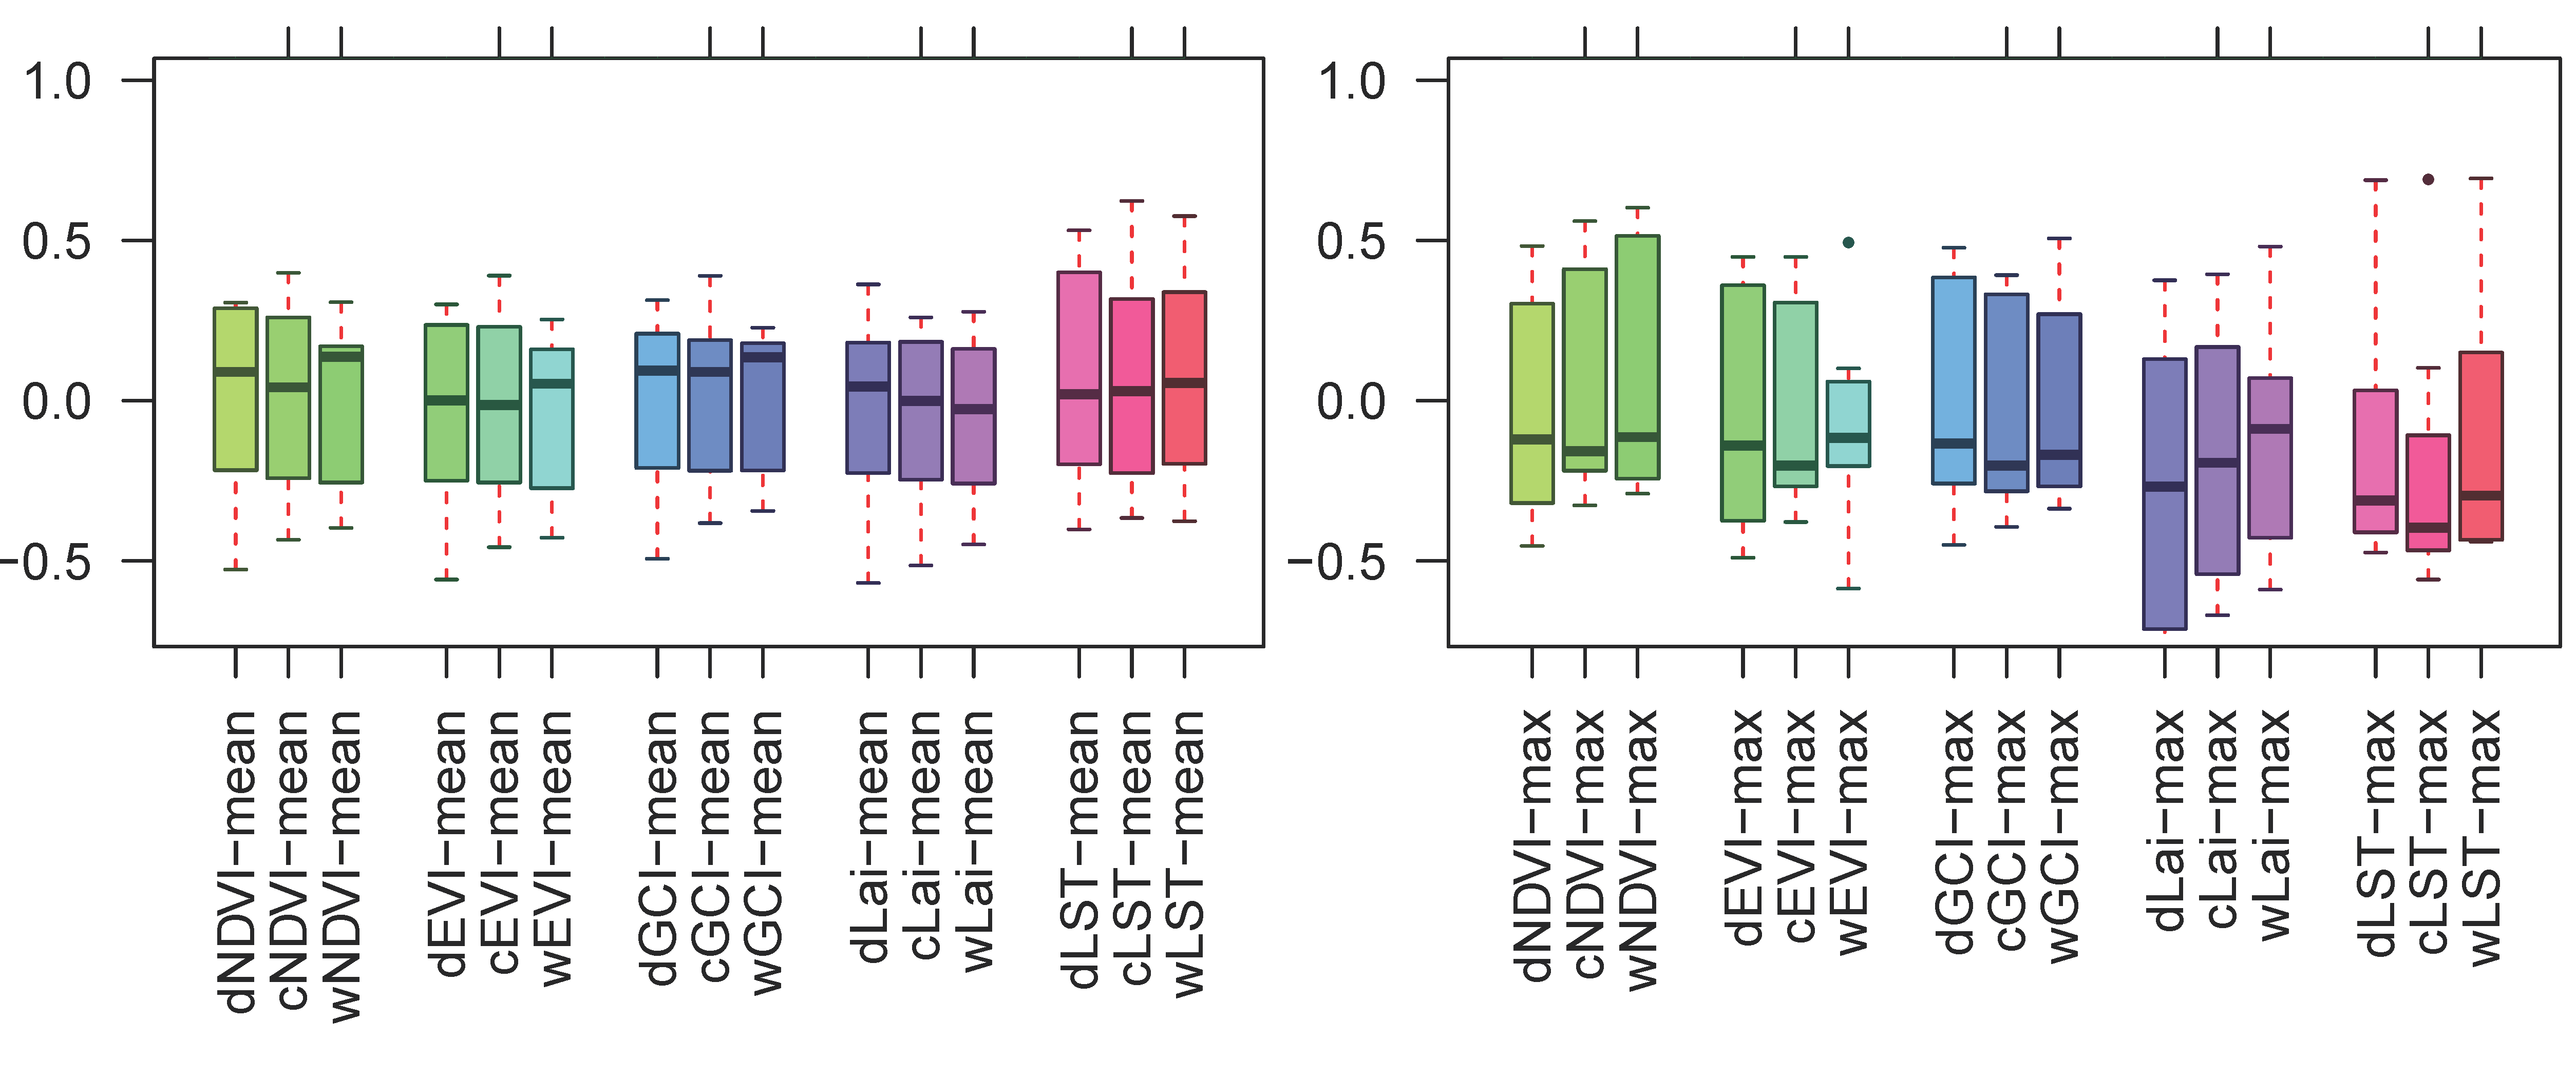 1.0
0.5
0.0
−0.5
dNDVI−mean
cNDVI−mean
wNDVI−mean
dEVI−mean
cEVI−mean
wEVI−mean
dGCI−mean
cGCI−mean
wGCI−mean
dLai−mean
cLai−mean
wLai−mean
dLST−mean
cLST−mean
wLST−mean
1.0
0.5
0.0
−0.5
dNDVI−max
cNDVI−max
wNDVI−max
dEVI−max
cEVI−max
wEVI−max
dGCI−max
cGCI−max
wGCI−max
dLai−max
cLai−max
wLai−max
dLST−max
cLST−max
wLST−max